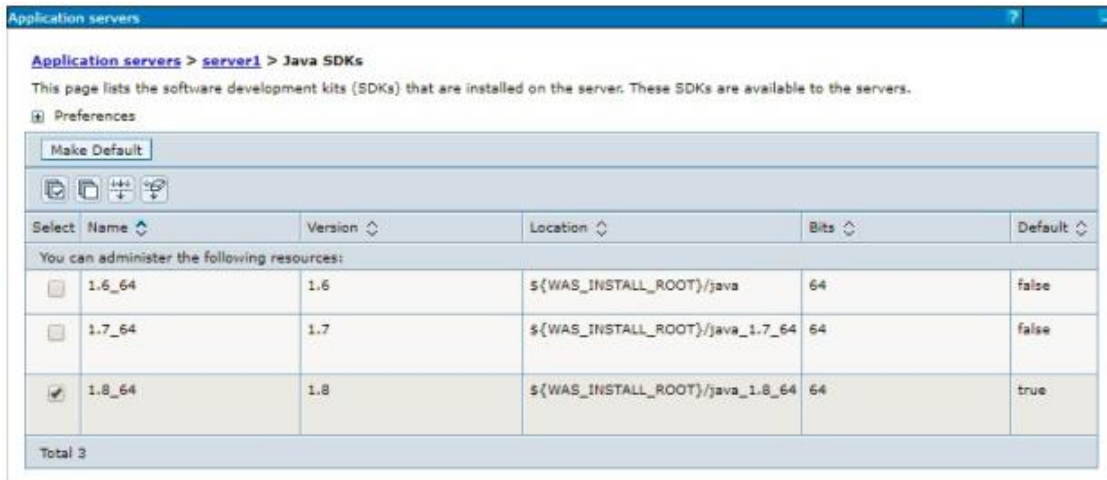 Application servers ?
Application servers > server1 > Java SDKs
This page lists the software development kits (SDKs) that are installed on the server. These SDKs are available to the servers.
Preferences
Make Default
Select Name Version Location Bits Default
You can administer the following resources:
1.6_64 1.6 ${WAS_INSTALL_ROOT}/java 64 false
1.7_64 1.7 ${WAS_INSTALL_ROOT}/java_1.7_64 64 false
1.8_64 1.8 ${WAS_INSTALL_ROOT}/java_1.8_64 64 true
Total 3